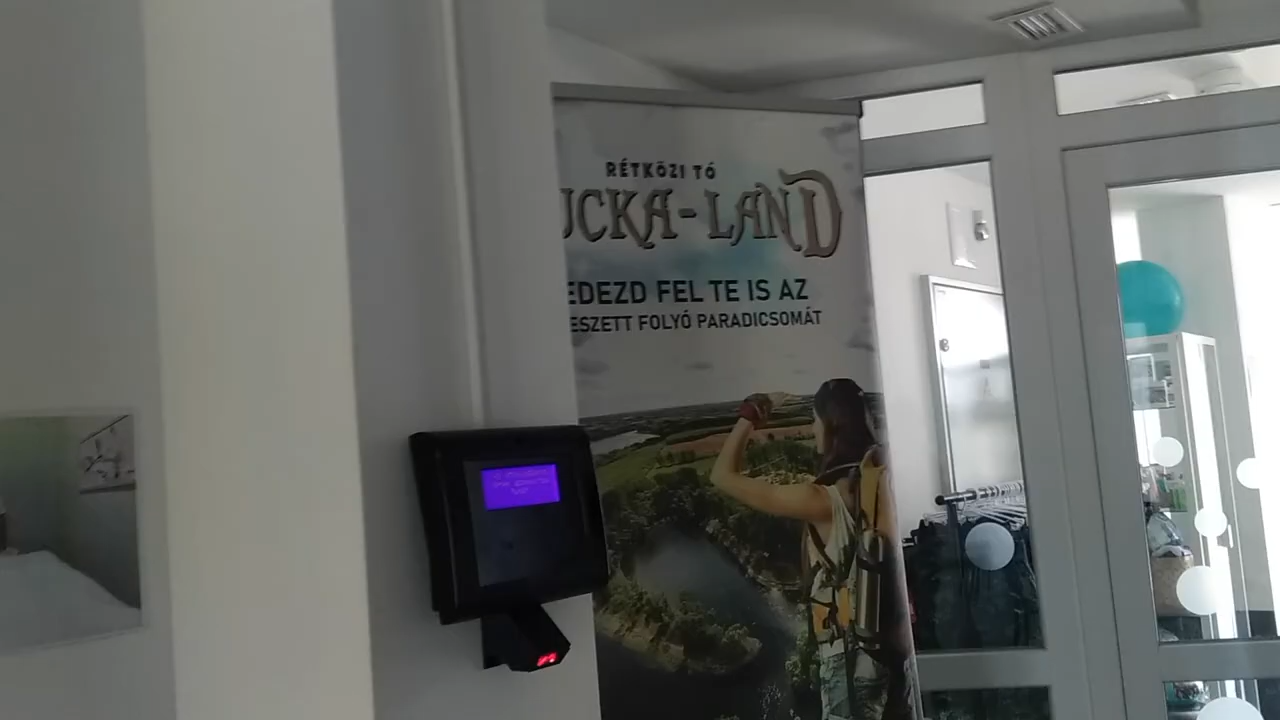 RÉTKÖZI TÓ
UCKA-LAND
EDEZD FEL TE IS AZ
ESZETT FOLYÓ PARADICSOMÁT